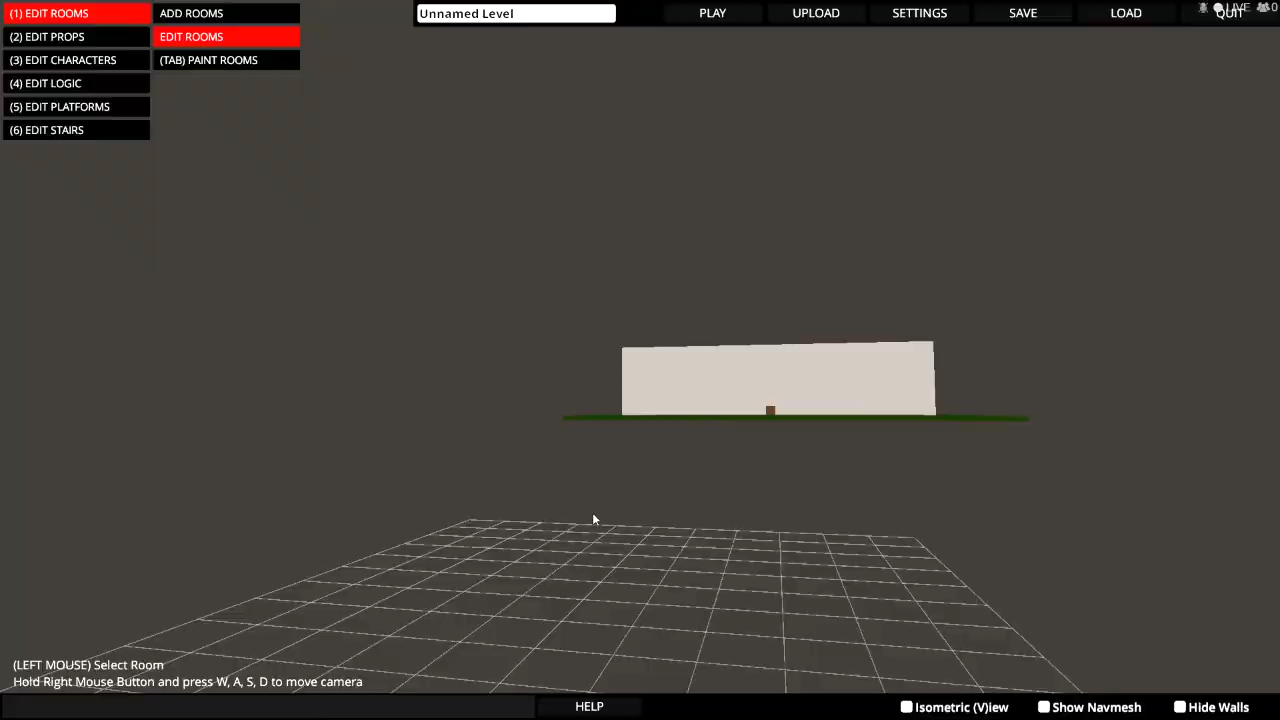 (1) EDIT ROOMS
(2) EDIT PROPS
(3) EDIT CHARACTERS
(4) EDIT LOGIC
(5) EDIT PLATFORMS
(6) EDIT STAIRS
ADD ROOMS
EDIT ROOMS
(TAB) PAINT ROOMS
Unnamed Level
PLAY
UPLOAD
SETTINGS
SAVE
LOAD
QUIT
(LEFT MOUSE) Select Room
Hold Right Mouse Button and press W, A, S, D to move camera
HELP
Isometric (V)iew
Show Navmesh
Hide Walls